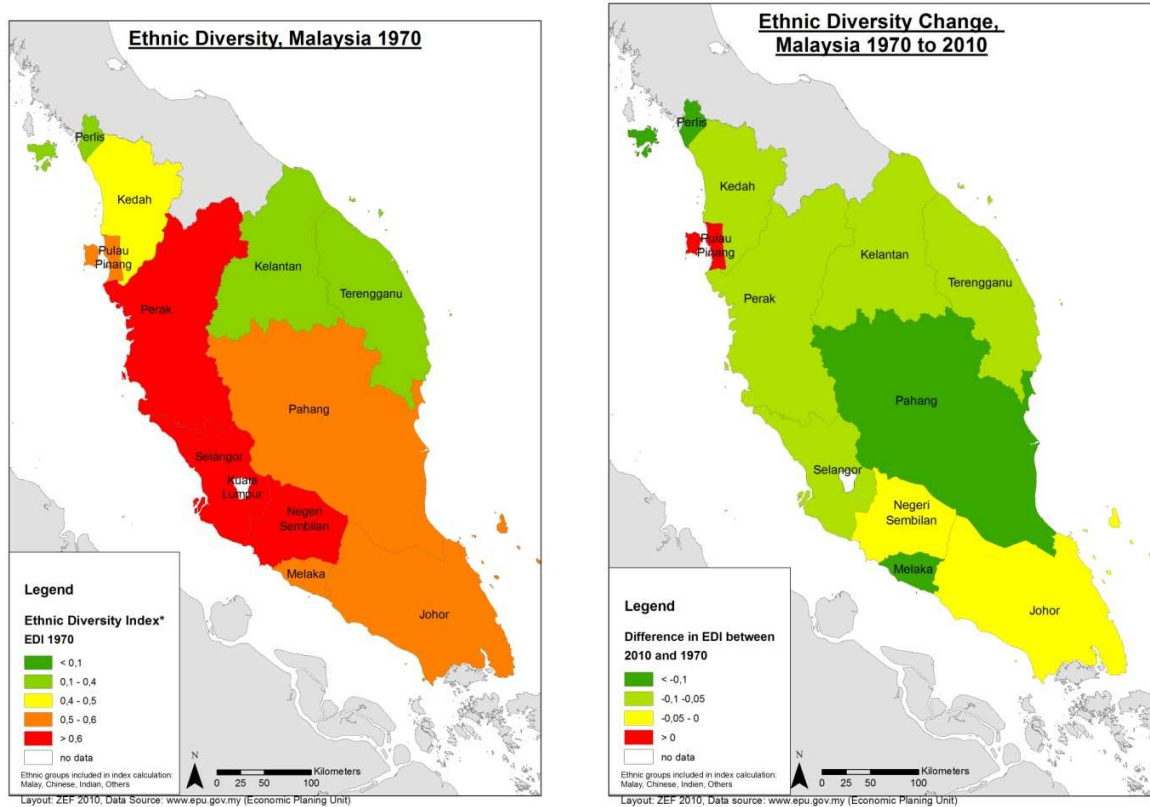 Ethnic Diversity, Malaysia 1970
Perlis
Kedah
Pulau
Pinang
Perak
Kelantan
Terengganu
Pahang
Selangor
Kuala
Lumpur
Negeri
Sembilan
Melaka
Johor
Legend
Ethnic Diversity Index*
EDI 1970
< 0,1
0,1 - 0,4
0,4 - 0,5
0,5 - 0,6
> 0,6
no data
Ethnic groups included in index calculation:
Malay, Chinese, Indian, Others
N
Kilometers
0 25 50 100
Layout: ZEF 2010, Data Source: www.epu.gov.my (Economic Planing Unit)
Ethnic Diversity Change,
Malaysia 1970 to 2010
Perlis
Kedah
Pulau
Pinang
Perak
Kelantan
Terengganu
Pahang
Selangor
Negeri
Sembilan
Melaka
Johor
Legend
Difference in EDI between
2010 and 1970
< -0,1
-0,1 -0,05
-0,05 - 0
> 0
no data
Ethnic groups included in index calculation:
Malay, Chinese, Indian, Others
N
Kilometers
0 25 50 100
Layout: ZEF 2010, Data source: www.epu.gov.my (Economic Planing Unit)